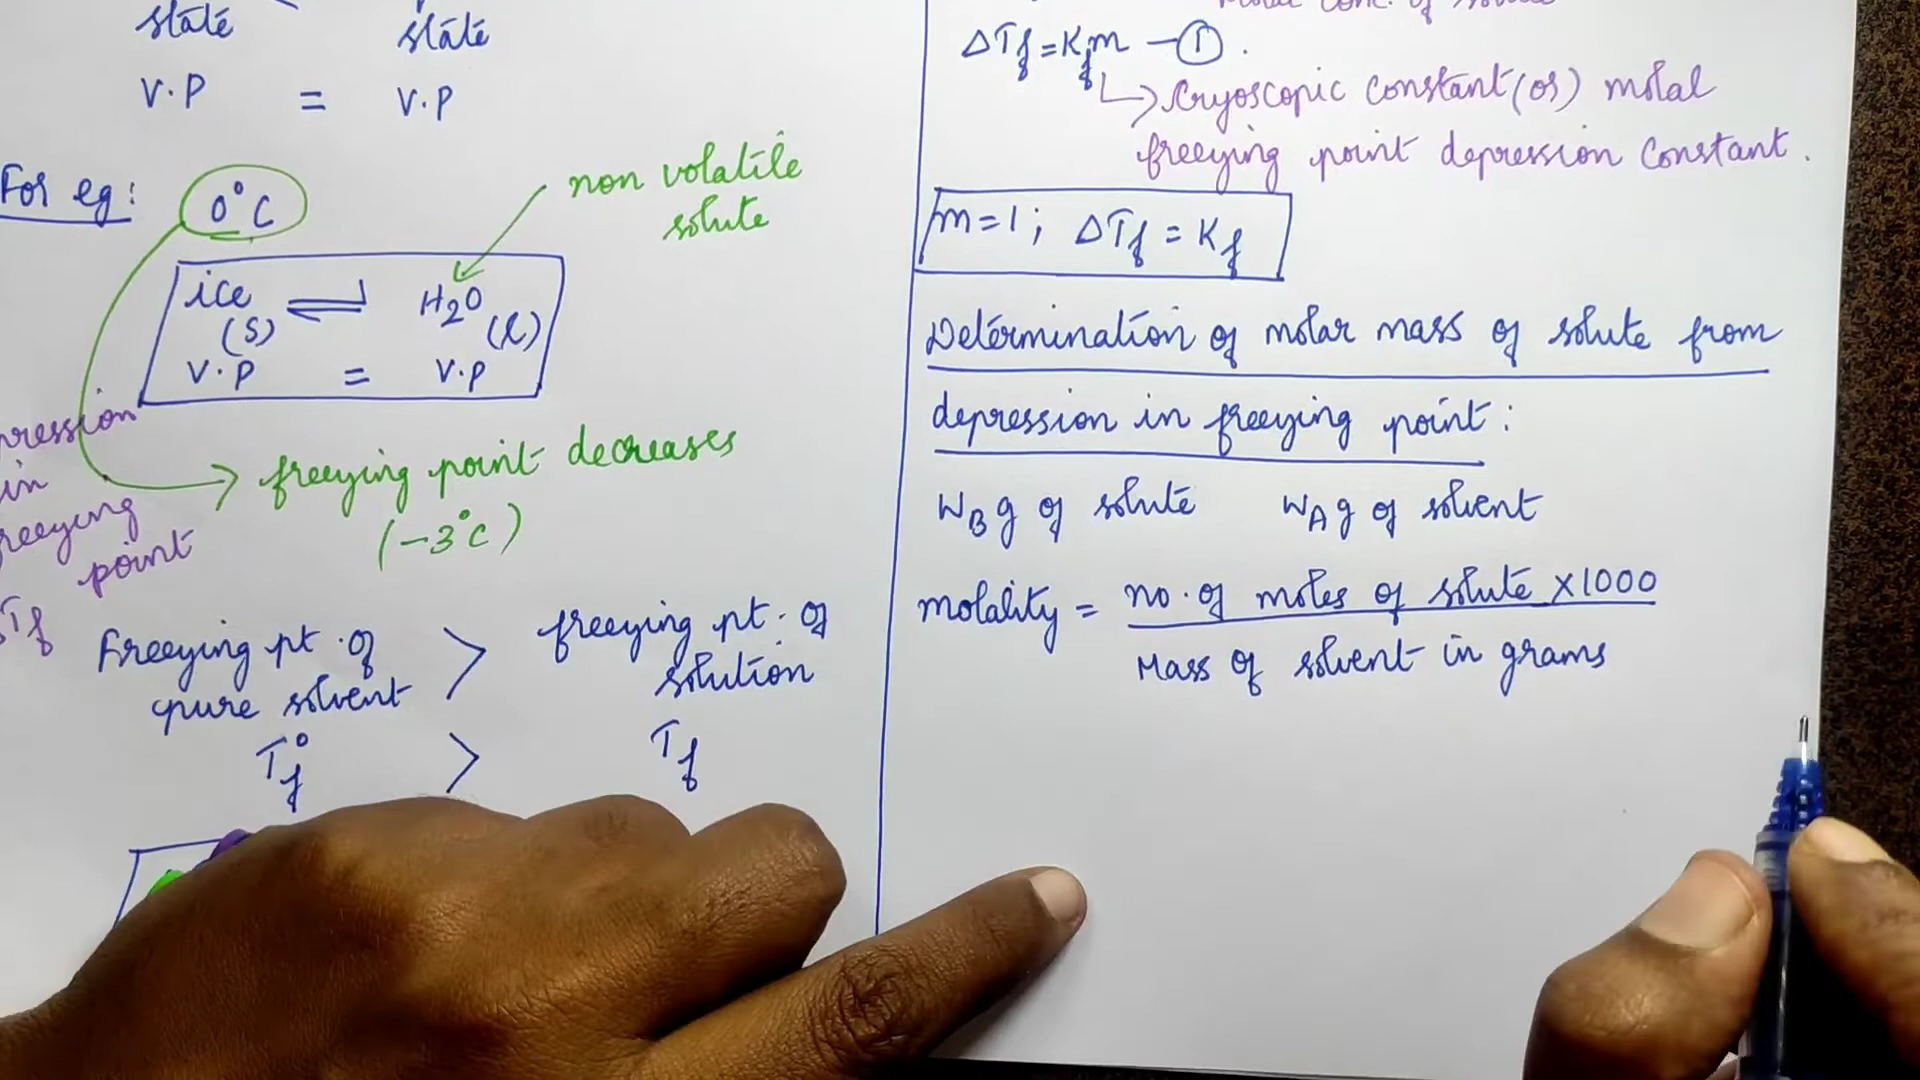 state state
V.P = V.P
For eg: 0°C
non volatile
solute
ice ⇌ H2O
(S) (l)
V.P = V.P
in
freezing point decreases
(-3°C)
point
Tf
Freezing pt. of > freezing pt. of
pure solvent solution
Tf° > Tf
ΔTf = Kf m — ①.
↳ Cryoscopic constant (or) molal
freezing point depression constant.
m = 1; ΔTf = Kf
Determination of molar mass of solute from
depression in freezing point:
WB g of solute WA g of solvent
molality = no. of moles of solute X1000
Mass of solvent in grams